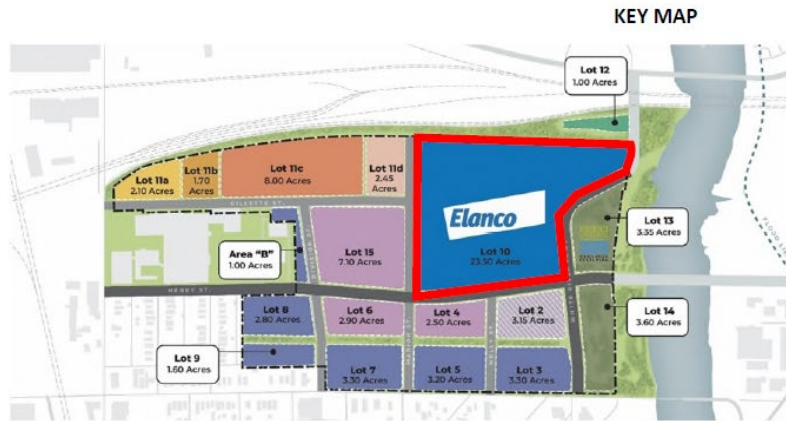 KEY MAP
Lot 12
1.00 Acres
Lot 11a
2.10 Acres
Lot 11b
1.70
Acres
Lot 11c
8.00 Acres
Lot 11d
2.45
Acres
GILLETTE ST.
Elanco
Lot 10
23.50 Acres
Lot 13
3.35 Acres
Area "B"
1.00 Acres
Lot 15
7.10 Acres
DIVISION
HENRY ST.
Lot 8
2.80 Acres
Lot 6
2.90 Acres
Lot 4
2.50 Acres
Lot 2
3.15 Acres
Lot 14
3.60 Acres
Lot 9
1.60 Acres
Lot 7
3.30 Acres
Lot 5
3.20 Acres
Lot 3
3.30 Acres